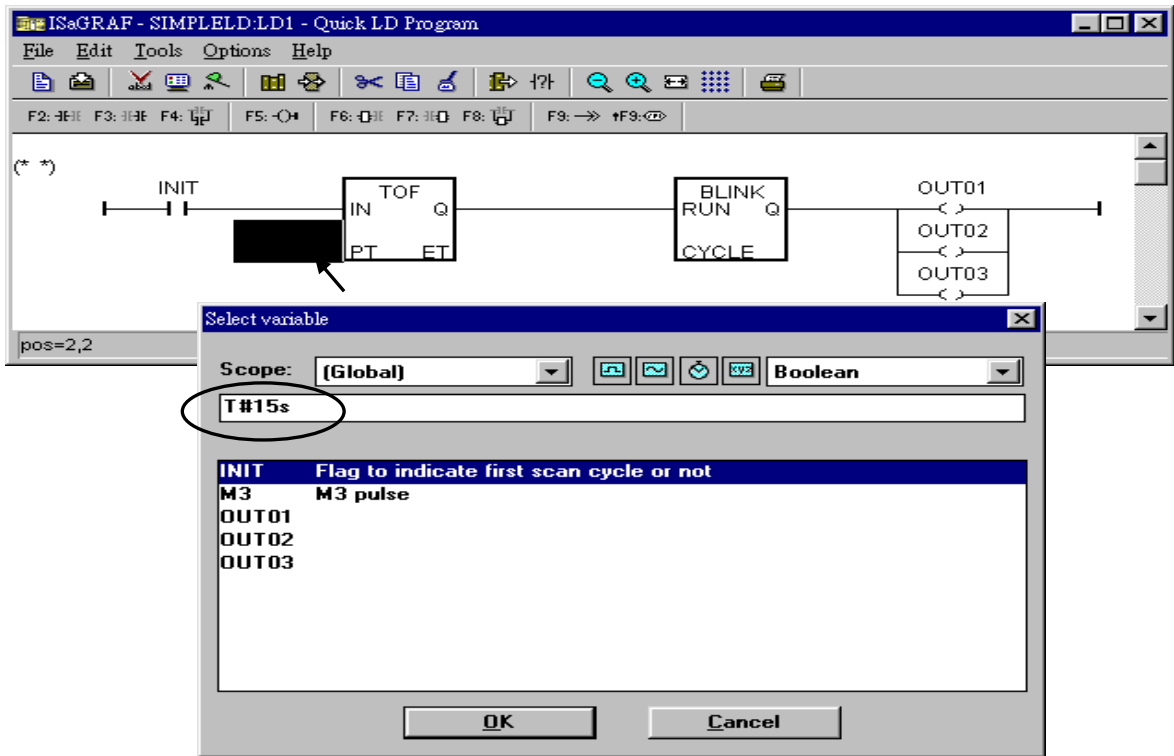 ISaGRAF - SIMPLELD:LD1 - Quick LD Program
File Edit Tools Options Help
F2: F3: F4: F5: F6: F7: F8: F9: F9:
(* *)
INIT TOF BLINK OUT01
IN Q RUN Q
OUT02
PT ET CYCLE
OUT03
pos=2,2
Select variable
Scope: (Global) xyz Boolean
T#15s
INIT Flag to indicate first scan cycle or not
M3 M3 pulse
OUT01
OUT02
OUT03
OK Cancel